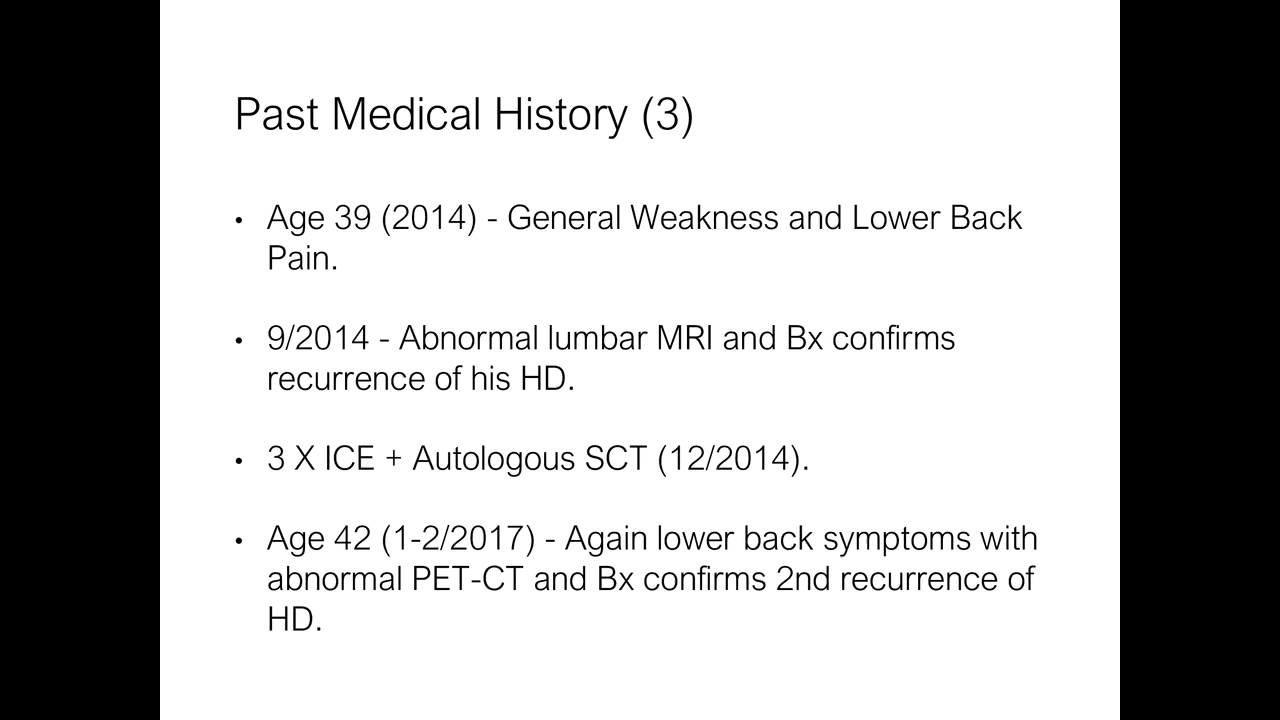 Past Medical History (3)
• Age 39 (2014) - General Weakness and Lower Back
Pain.
• 9/2014 - Abnormal lumbar MRI and Bx confirms
recurrence of his HD.
• 3 X ICE + Autologous SCT (12/2014).
• Age 42 (1-2/2017) - Again lower back symptoms with
abnormal PET-CT and Bx confirms 2nd recurrence of
HD.